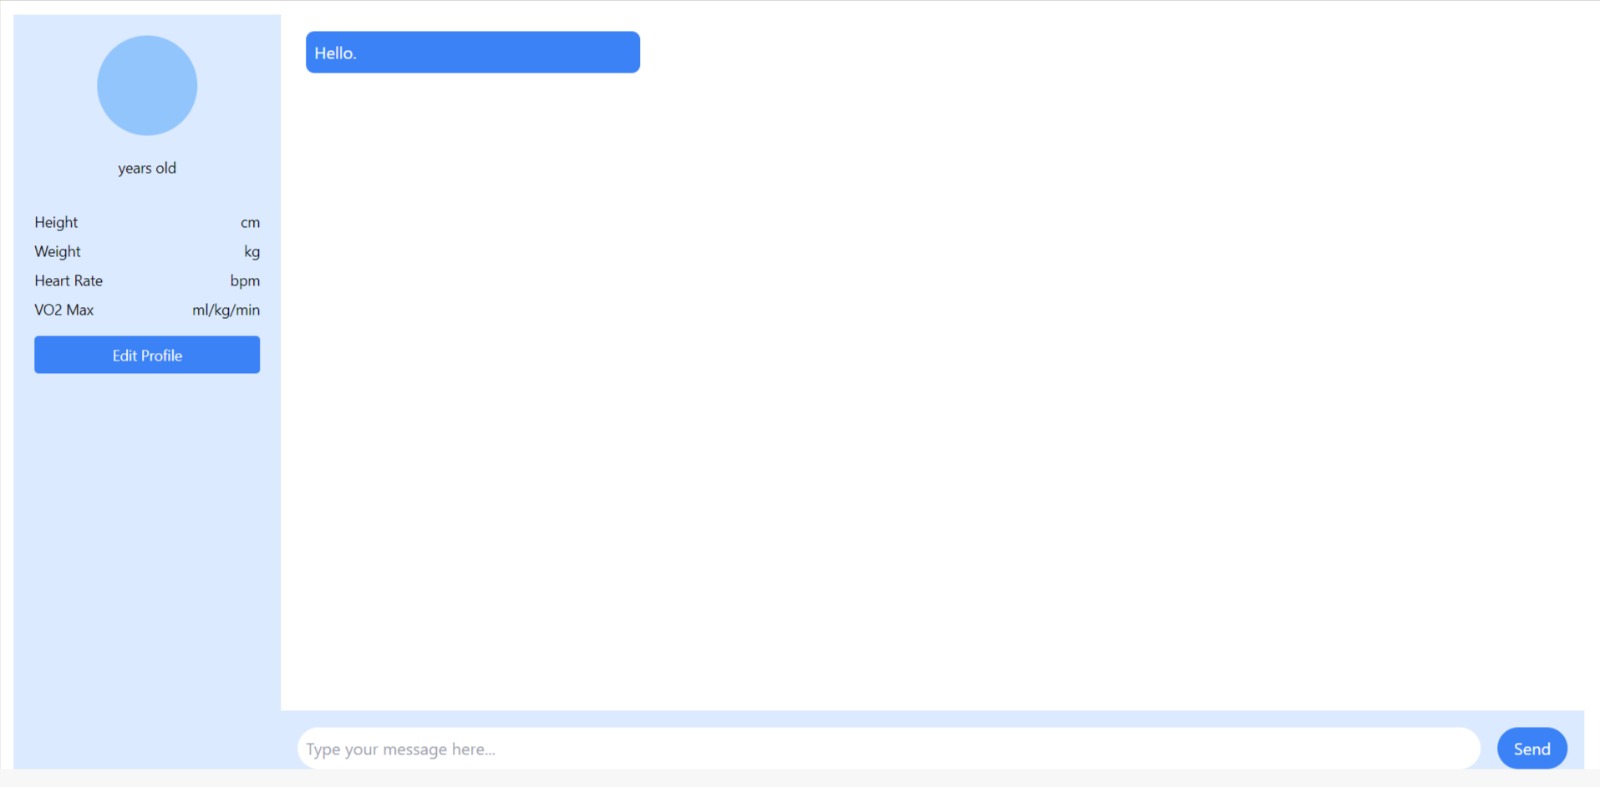 Hello.
years old
Height cm
Weight kg
Heart Rate bpm
VO2 Max ml/kg/min
Edit Profile
Type your message here...
Send